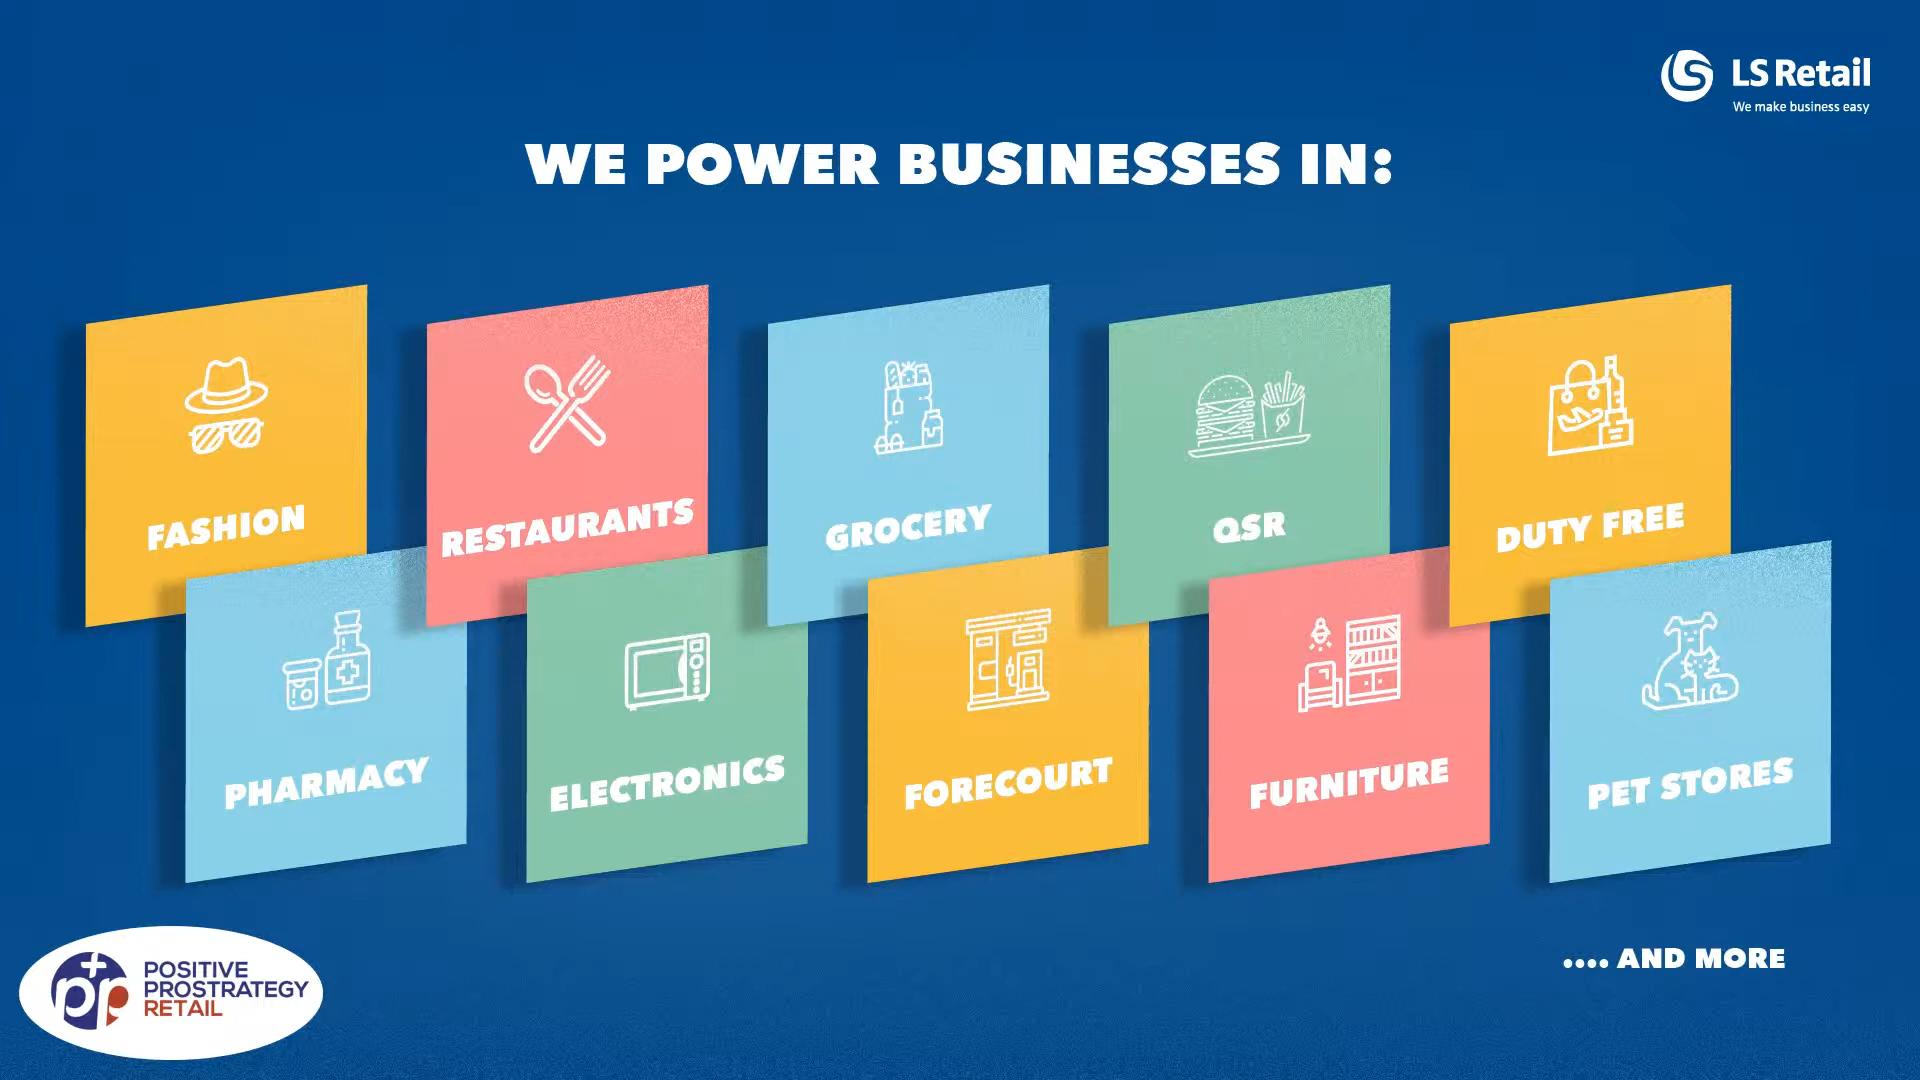 LS Retail
We make business easy
WE POWER BUSINESSES IN:
FASHION
RESTAURANTS
GROCERY
QSR
DUTY FREE
PHARMACY
ELECTRONICS
FORECOURT
FURNITURE
PET STORES
.... AND MORE
POSITIVE
PROSTRATEGY
RETAIL